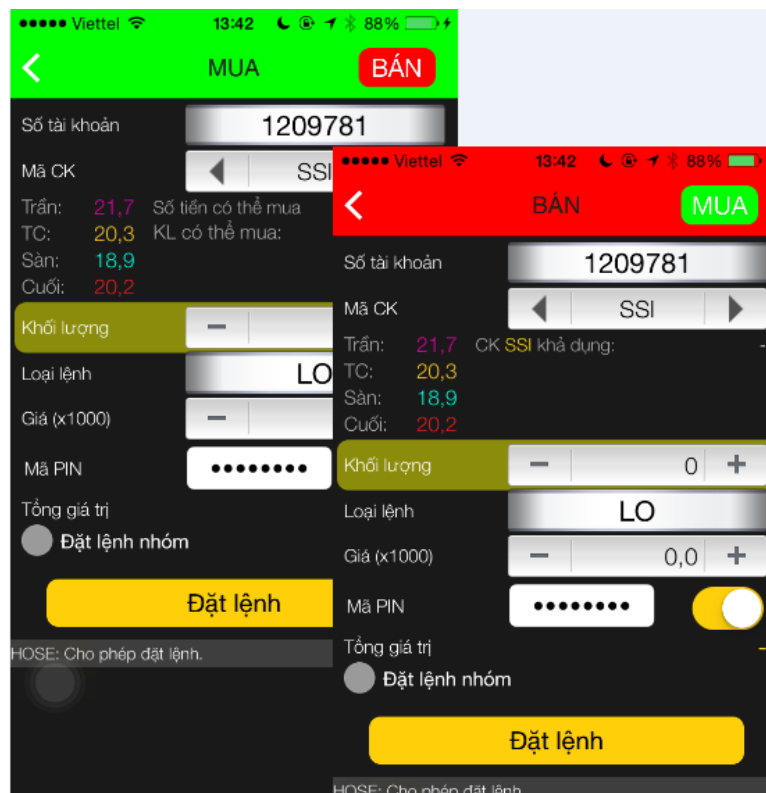 Viettel 13:42 88%
MUA BÁN
Số tài khoản 1209781
Mã CK SSI
Trần: 21,7 Số tiền có thể mua
TC: 20,3 KL có thể mua:
Sàn: 18,9
Cuối: 20,2
Khối lượng −
Loại lệnh LO
Giá (x1000) −
Mã PIN ••••••••
Tổng giá trị
Đặt lệnh nhóm
Đặt lệnh
HOSE: Cho phép đặt lệnh.
Viettel 13:42 88%
BÁN MUA
Số tài khoản 1209781
Mã CK SSI
Trần: 21,7 CK SSI khả dụng: -
TC: 20,3
Sàn: 18,9
Cuối: 20,2
Khối lượng − 0 +
Loại lệnh LO
Giá (x1000) − 0,0 +
Mã PIN ••••••••
Tổng giá trị -
Đặt lệnh nhóm
Đặt lệnh
HOSE: Cho phép đặt lệnh.